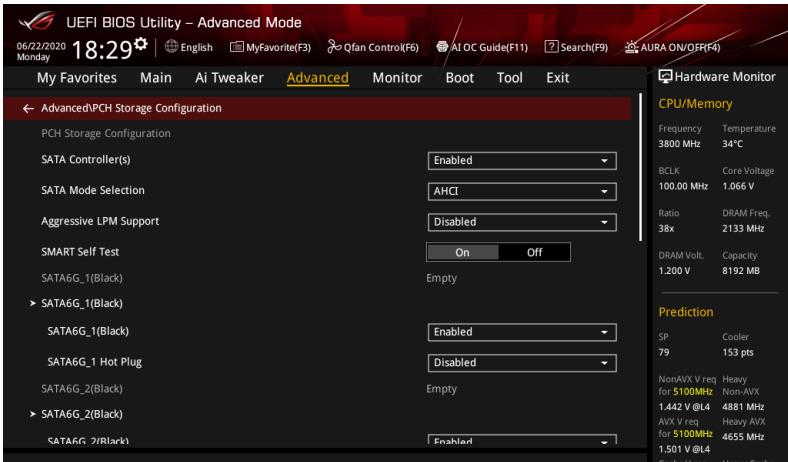 UEFI BIOS Utility – Advanced Mode
06/22/2020 Monday 18:29 English MyFavorite(F3) Qfan Control(F6) AI OC Guide(F11) Search(F9) AURA ON/OFF(F4)
My Favorites Main Ai Tweaker Advanced Monitor Boot Tool Exit
← Advanced\PCH Storage Configuration
PCH Storage Configuration
SATA Controller(s) Enabled
SATA Mode Selection AHCI
Aggressive LPM Support Disabled
SMART Self Test On Off
SATA6G_1(Black) Empty
> SATA6G_1(Black)
SATA6G_1(Black) Enabled
SATA6G_1 Hot Plug Disabled
SATA6G_2(Black) Empty
> SATA6G_2(Black)
SATA6G_2(Black) Enabled
Hardware Monitor
CPU/Memory
Frequency Temperature
3800 MHz 34°C
BCLK Core Voltage
100.00 MHz 1.066 V
Ratio DRAM Freq.
38x 2133 MHz
DRAM Volt. Capacity
1.200 V 8192 MB
Prediction
SP Cooler
79 153 pts
NonAVX V req Heavy
for 5100MHz Non-AVX
1.442 V @L4 4881 MHz
AVX V req Heavy AVX
for 5100MHz 4655 MHz
1.501 V @L4